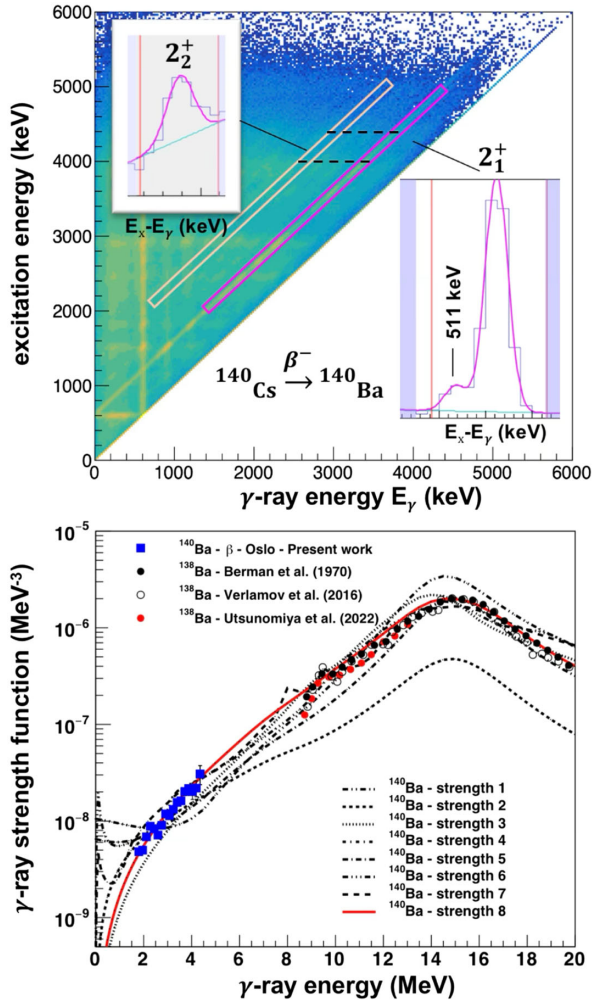 6000
5000
4000
3000
2000
1000
0
excitation energy (keV)
2₂⁺
Eₓ-Eᵧ (keV)
2₁⁺
511 keV
Eₓ-Eᵧ (keV)
¹⁴⁰Cs β⁻ → ¹⁴⁰Ba
0 1000 2000 3000 4000 5000 6000
γ-ray energy Eᵧ (keV)
10⁻⁵
10⁻⁶
10⁻⁷
10⁻⁸
10⁻⁹
γ-ray strength function (MeV⁻³)
¹⁴⁰Ba - β - Oslo - Present work
¹³⁸Ba - Berman et al. (1970)
¹³⁸Ba - Verlamov et al. (2016)
¹³⁸Ba - Utsunomiya et al. (2022)
¹⁴⁰Ba - strength 1
¹⁴⁰Ba - strength 2
¹⁴⁰Ba - strength 3
¹⁴⁰Ba - strength 4
¹⁴⁰Ba - strength 5
¹⁴⁰Ba - strength 6
¹⁴⁰Ba - strength 7
¹⁴⁰Ba - strength 8
0 2 4 6 8 10 12 14 16 18 20
γ-ray energy (MeV)